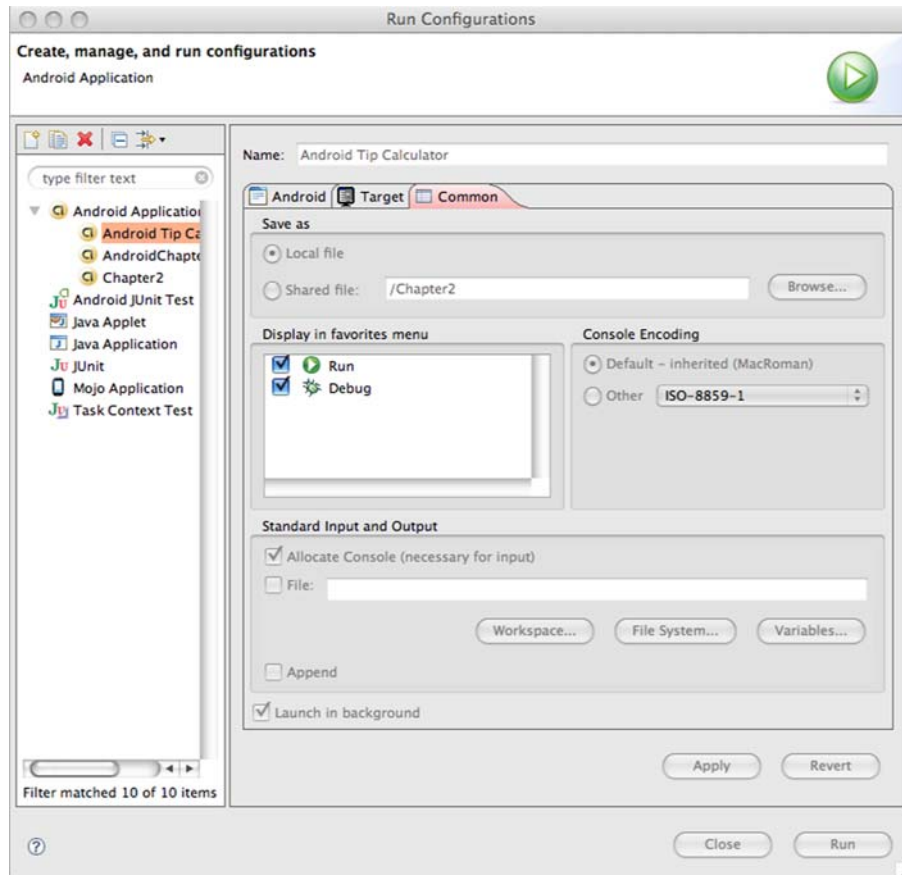 Run Configurations
Create, manage, and run configurations
Android Application
type filter text
Android Application
Android Tip Ca
AndroidChapte
Chapter2
Android JUnit Test
Java Applet
Java Application
JUnit
Mojo Application
Task Context Test
Filter matched 10 of 10 items
Name: Android Tip Calculator
Android Target Common
Save as
Local file
Shared file: /Chapter2 Browse...
Display in favorites menu
Run
Debug
Console Encoding
Default - inherited (MacRoman)
Other ISO-8859-1
Standard Input and Output
Allocate Console (necessary for input)
File:
Workspace... File System... Variables...
Append
Launch in background
Apply Revert
Close Run